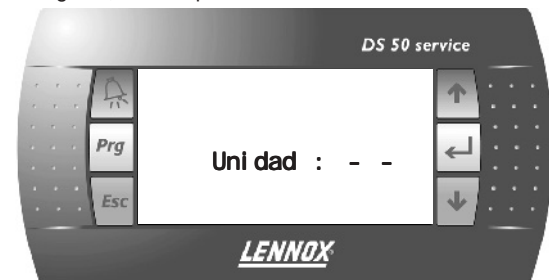 DS 50 service
Prg
Unidad : - -
Esc
LENNOX